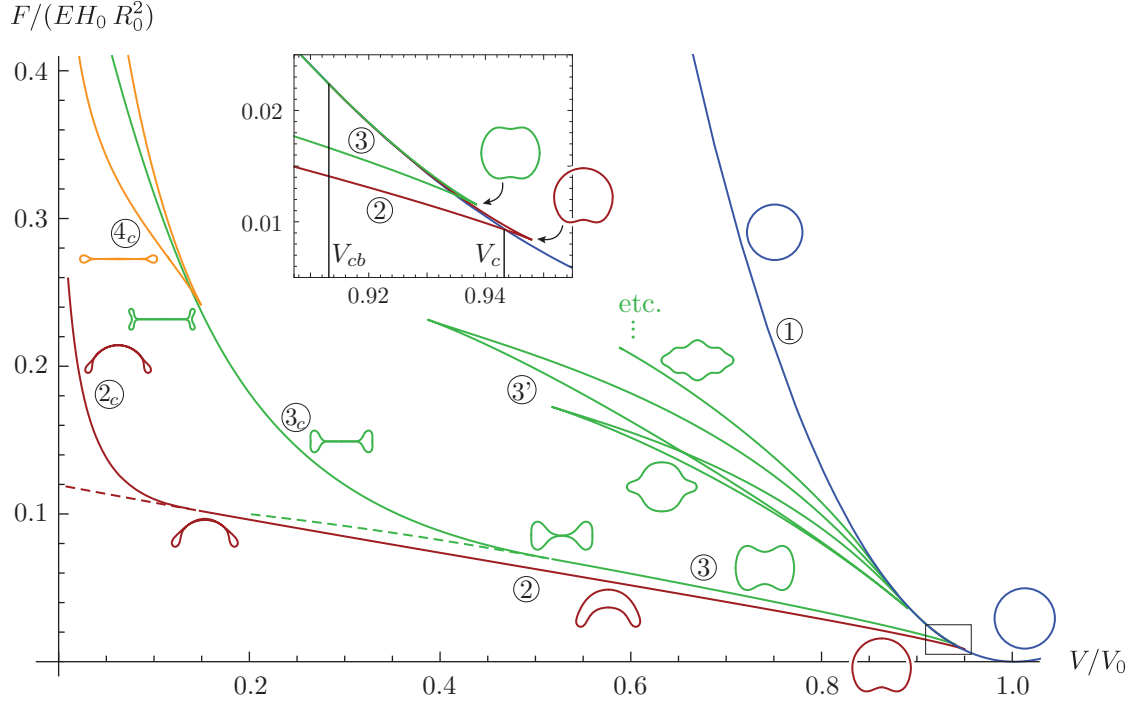 F/(EH₀ R₀²)
0.4
0.3
0.2
0.1
0.02
0.01
③
②
V_cb
V_c
0.92
0.94
④_c
②_c
③_c
etc.
①
③'
③
②
0.2
0.4
0.6
0.8
1.0
V/V₀